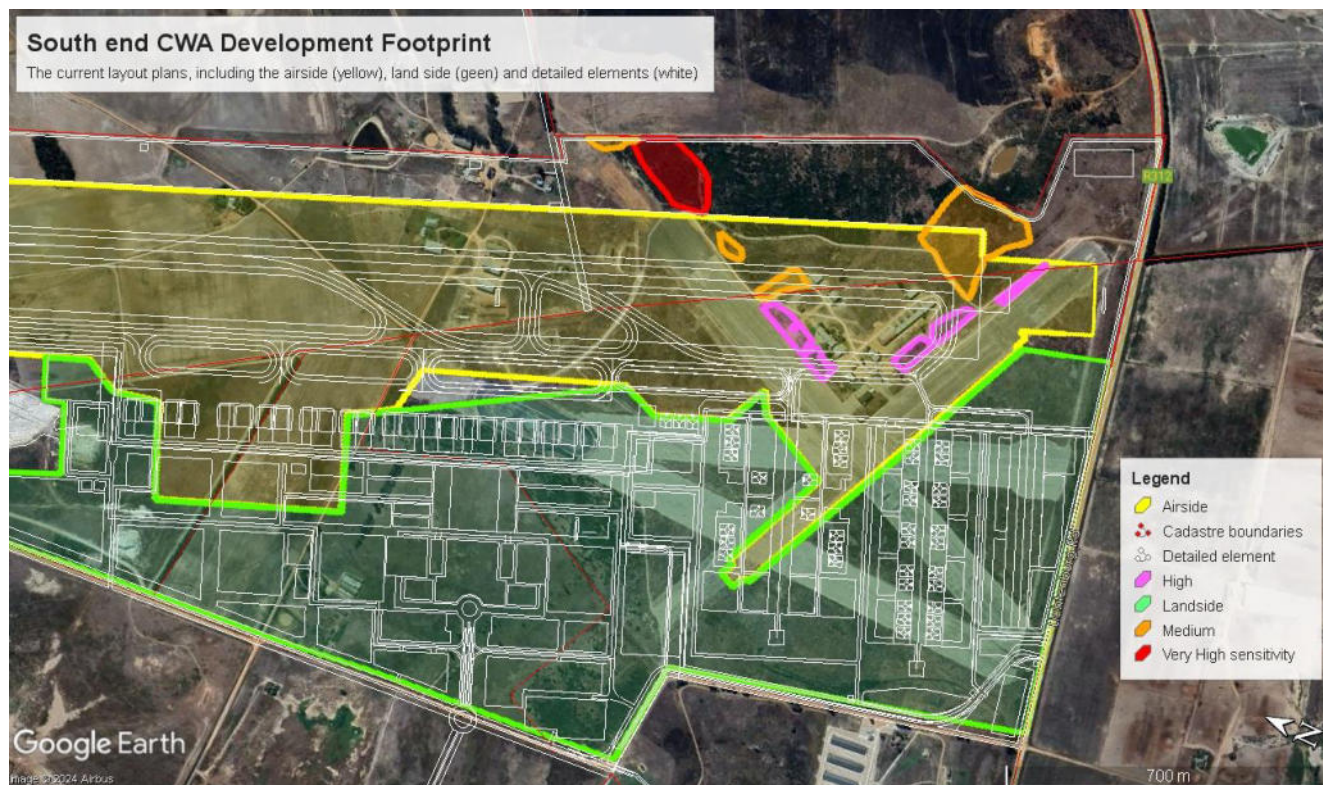 South end CWA Development Footprint
The current layout plans, including the airside (yellow), land side (geen) and detailed elements (white)
R312
Legend
Airside
Cadastre boundaries
Detailed element
High
Landside
Medium
Very High sensitivity
Google Earth
Image © 2024 Airbus
N
700 m